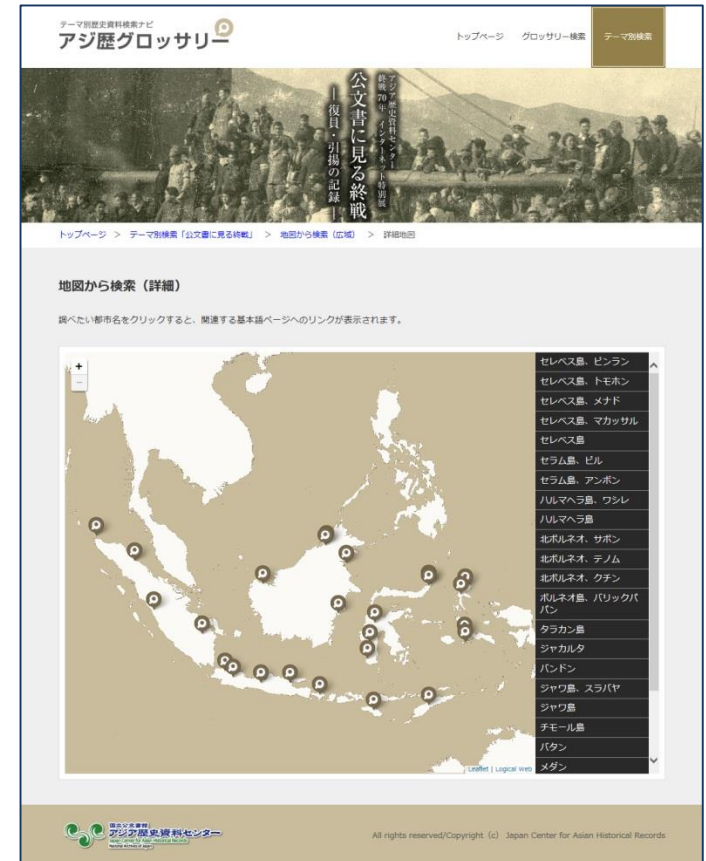 テーマ別歴史資料検索ナビ
アジ歴グロッサリー
トップページ
グロッサリー検索
テーマ別検索
アジア歴史資料センター
終戦70年 インターネット特別展
公文書に見る終戦
―復員・引揚の記録―
トップページ > テーマ別検索「公文書に見る終戦」 > 地図から検索（広域） > 詳細地図
地図から検索（詳細）
調べたい都市名をクリックすると、関連する基本語ページへのリンクが表示されます。
+
−
セレベス島、ピンラン
セレベス島、トモホン
セレベス島、メナド
セレベス島、マカッサル
セレベス島
セラム島、ピル
セラム島、アンボン
ハルマヘラ島、ワシレ
ハルマヘラ島
北ボルネオ、サポン
北ボルネオ、テノム
北ボルネオ、クチン
ボルネオ島、バリックパ
パン
タラカン島
ジャカルタ
バンドン
ジャワ島、スラバヤ
ジャワ島
チモール島
パタン
メダン
Leaflet | Logical Web
国立公文書館
アジア歴史資料センター
Japan Center for Asian Historical Records
National Archives of Japan
All rights reserved/Copyright（c） Japan Center for Asian Historical Records